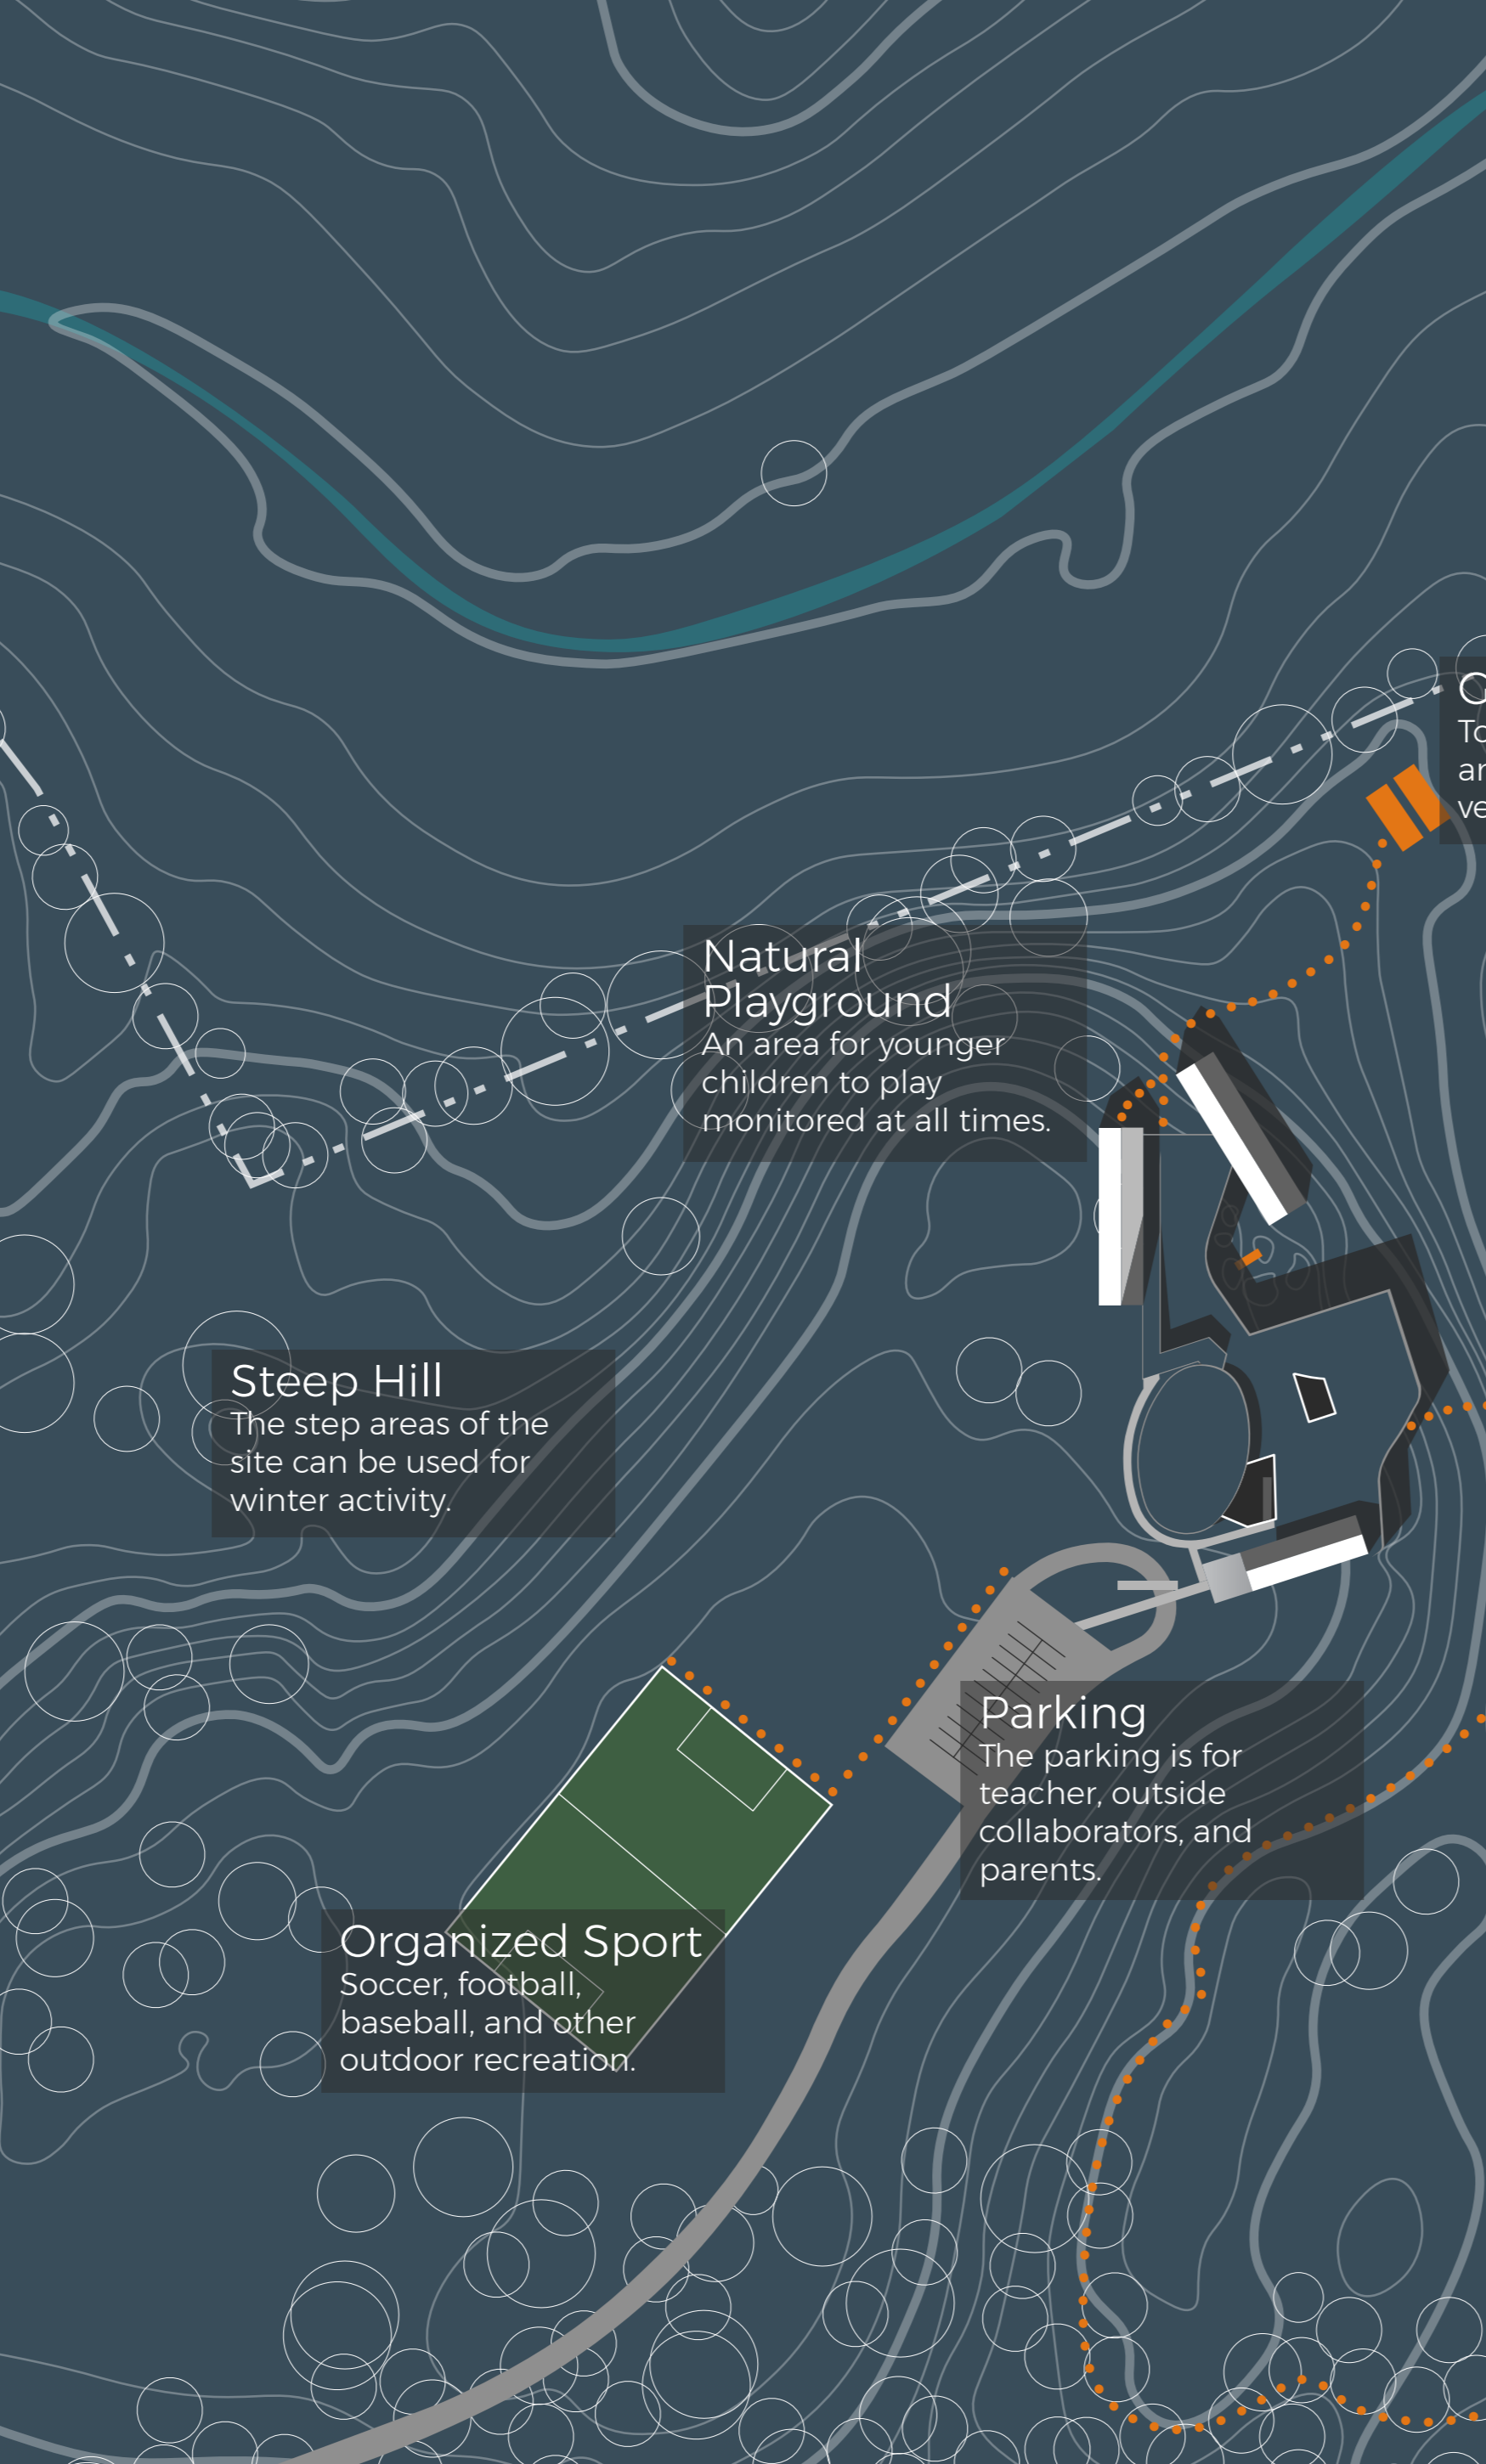 Natural
Playground
An area for younger
children to play
monitored at all times.
Steep Hill
The step areas of the
site can be used for
winter activity.
Parking
The parking is for
teacher, outside
collaborators, and
parents.
Organized Sport
Soccer, football,
baseball, and other
outdoor recreation.